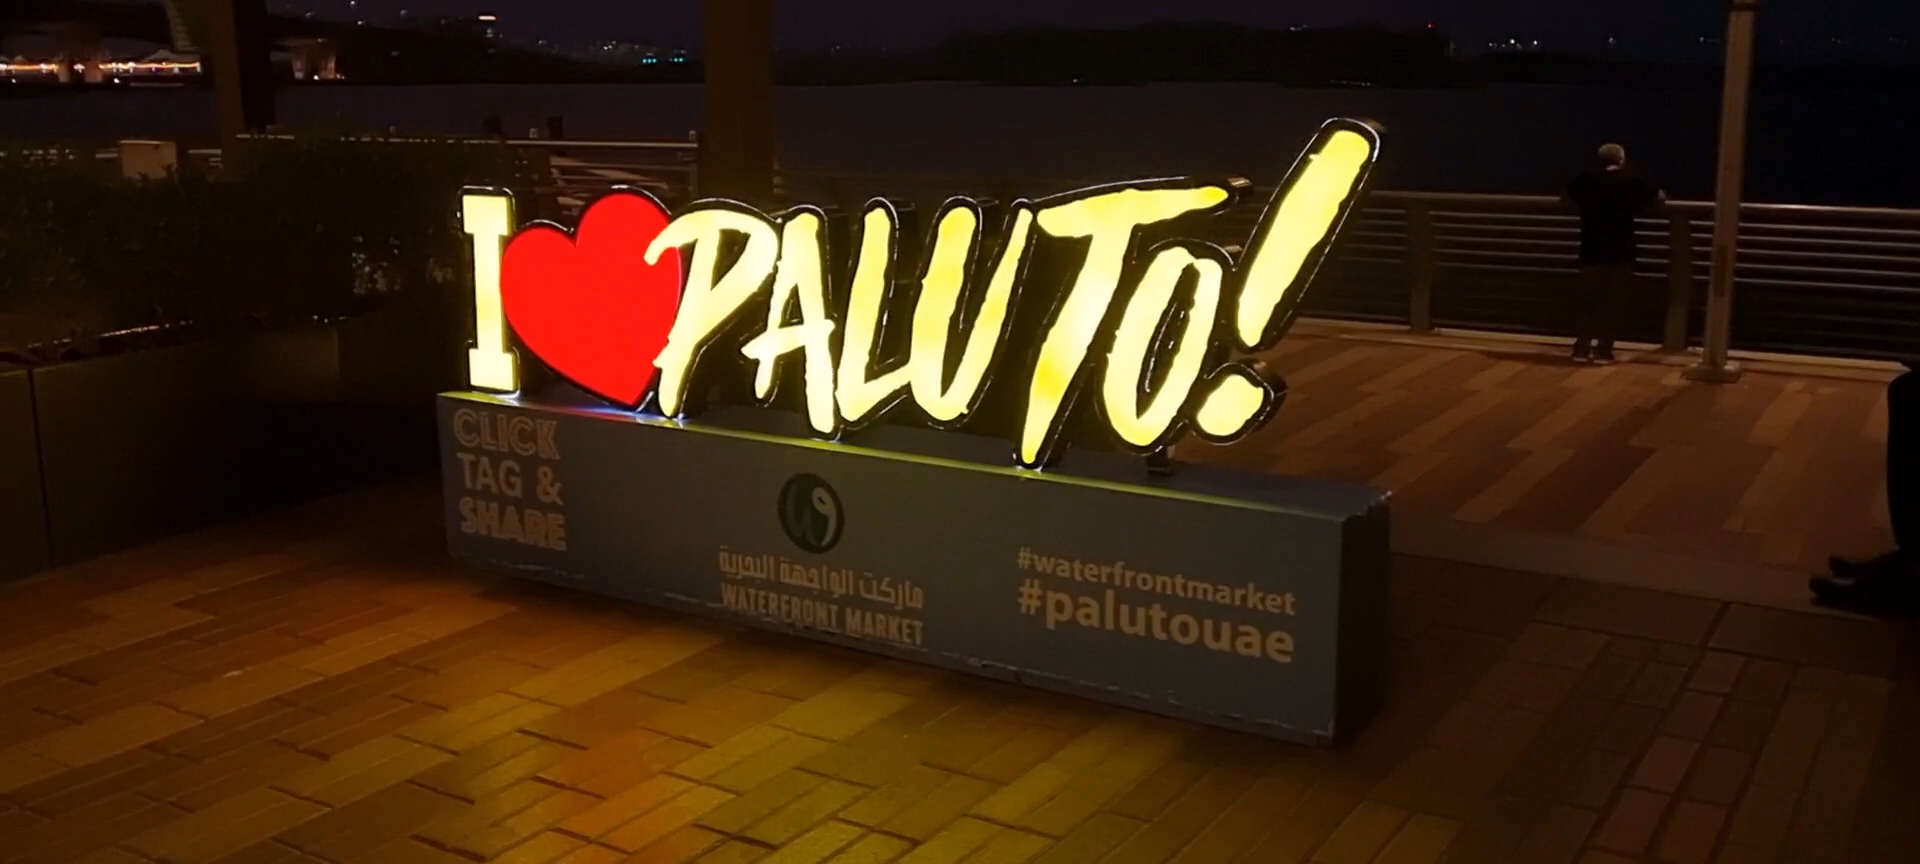 I ❤ PALUTO!
CLICK
TAG &
SHARE
ماركت الواجهة البحرية
WATERFRONT MARKET
#waterfrontmarket
#palutouae